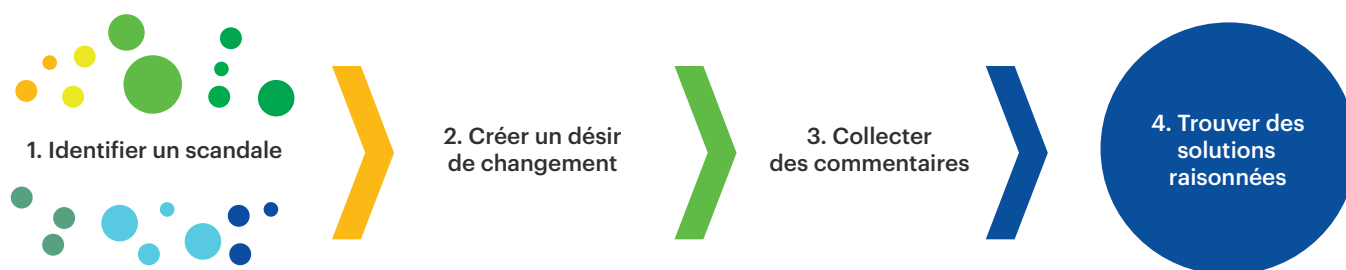 1. Identifier un scandale
2. Créer un désir
de changement
3. Collecter
des commentaires
4. Trouver des
solutions
raisonnées